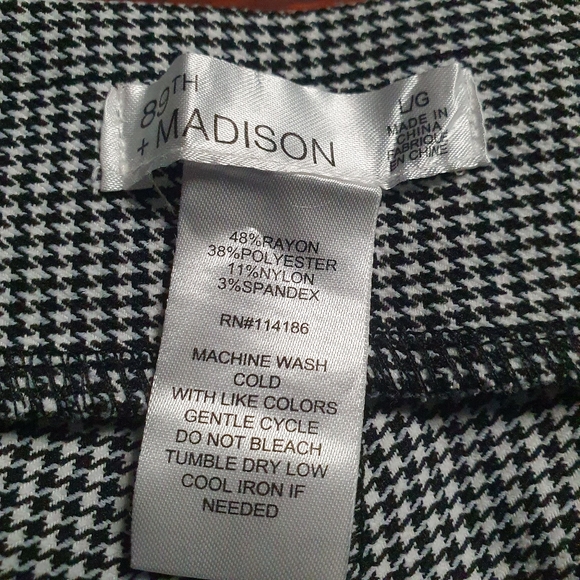 89TH
+ MADISON
L/G
MADE IN
CHINA
FABRIQUÉ
EN CHINE
48%RAYON
38%POLYESTER
11%NYLON
3%SPANDEX
RN#114186
MACHINE WASH
COLD
WITH LIKE COLORS
GENTLE CYCLE
DO NOT BLEACH
TUMBLE DRY LOW
COOL IRON IF
NEEDED